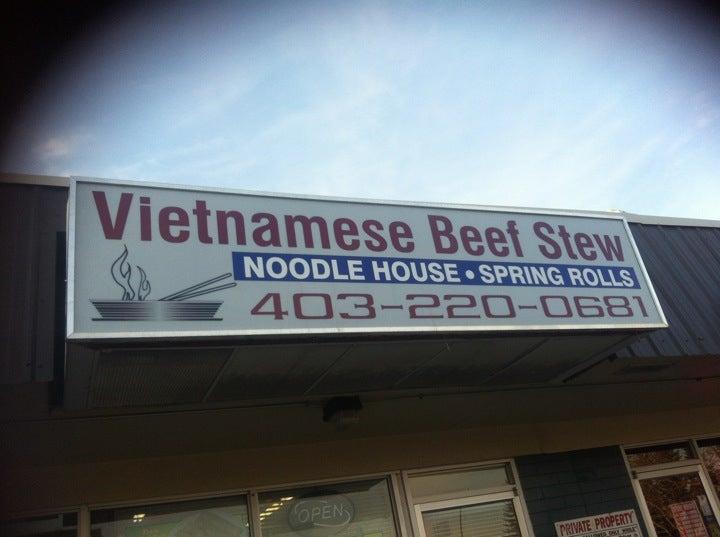 Vietnamese Beef Stew
NOODLE HOUSE • SPRING ROLLS
403-220-0681
OPEN
PRIVATE PROPERTY